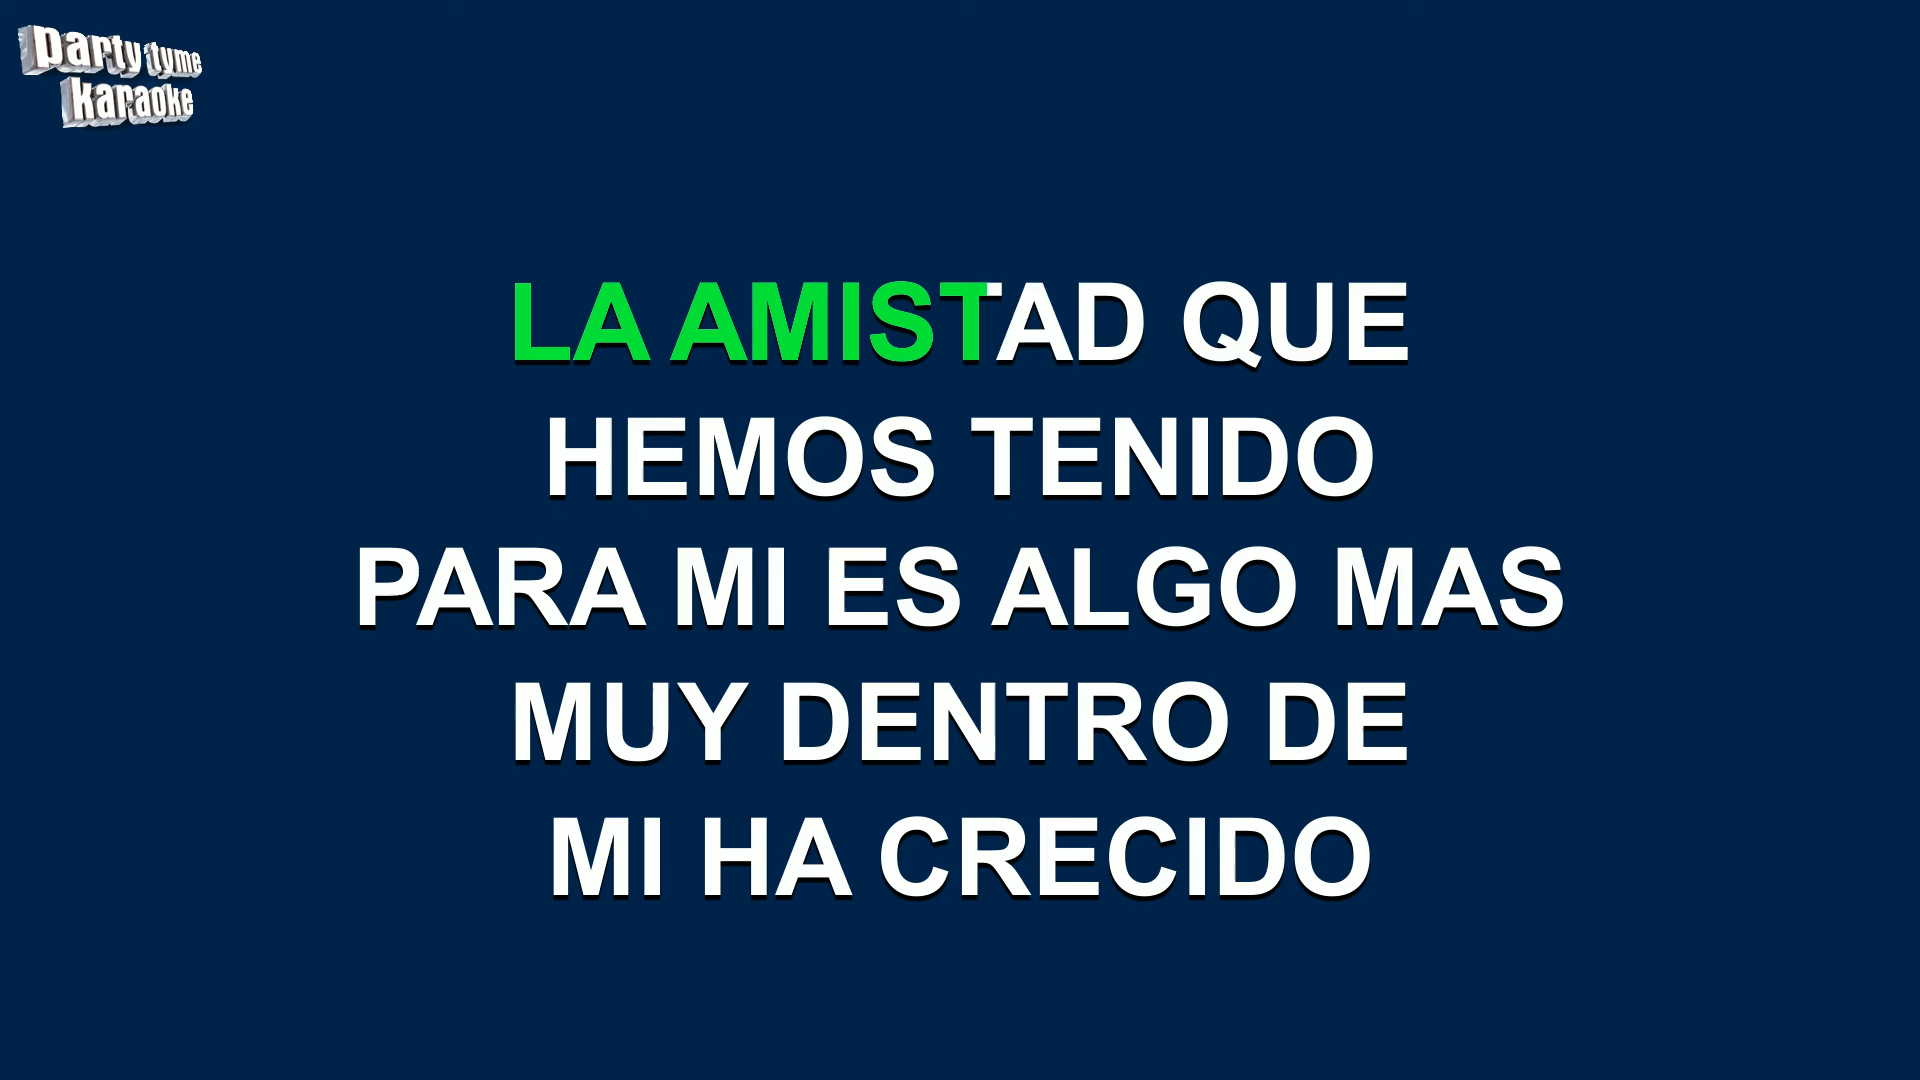 party tyme
karaoke
LA AMISTAD QUE
HEMOS TENIDO
PARA MI ES ALGO MAS
MUY DENTRO DE
MI HA CRECIDO